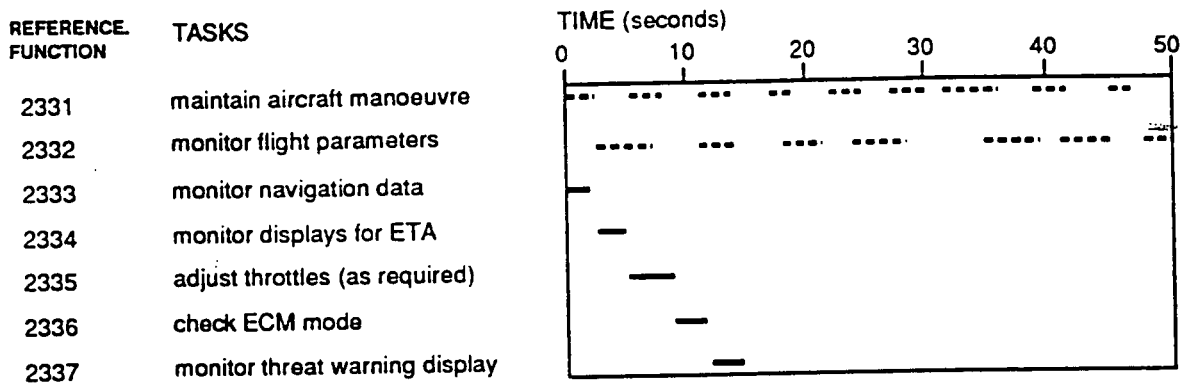 REFERENCE. TASKS TIME (seconds)
FUNCTION
0 10 20 30 40 50
2331 maintain aircraft manoeuvre
2332 monitor flight parameters
2333 monitor navigation data
2334 monitor displays for ETA
2335 adjust throttles (as required)
2336 check ECM mode
2337 monitor threat warning display